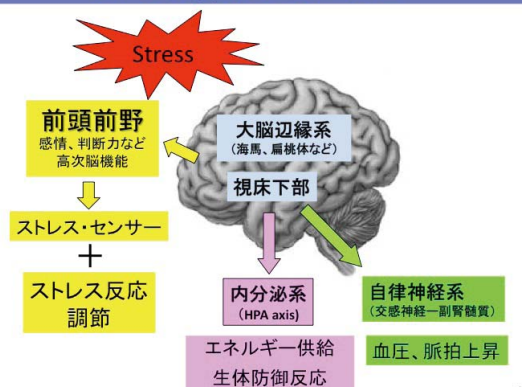 Stress
前頭前野
感情、判断力など
高次脳機能
ストレス・センサー
+
ストレス反応
調節
大脳辺縁系
(海馬、扁桃体など)
視床下部
内分泌系
(HPA axis)
エネルギー供給
生体防御反応
自律神経系
(交感神経ー副腎髄質)
血圧、脈拍上昇